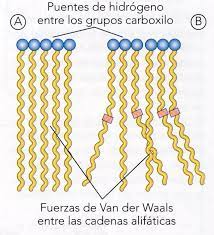 Puentes de hidrógeno
entre los grupos carboxilo
A
B
Fuerzas de Van der Waals
entre las cadenas alifáticas